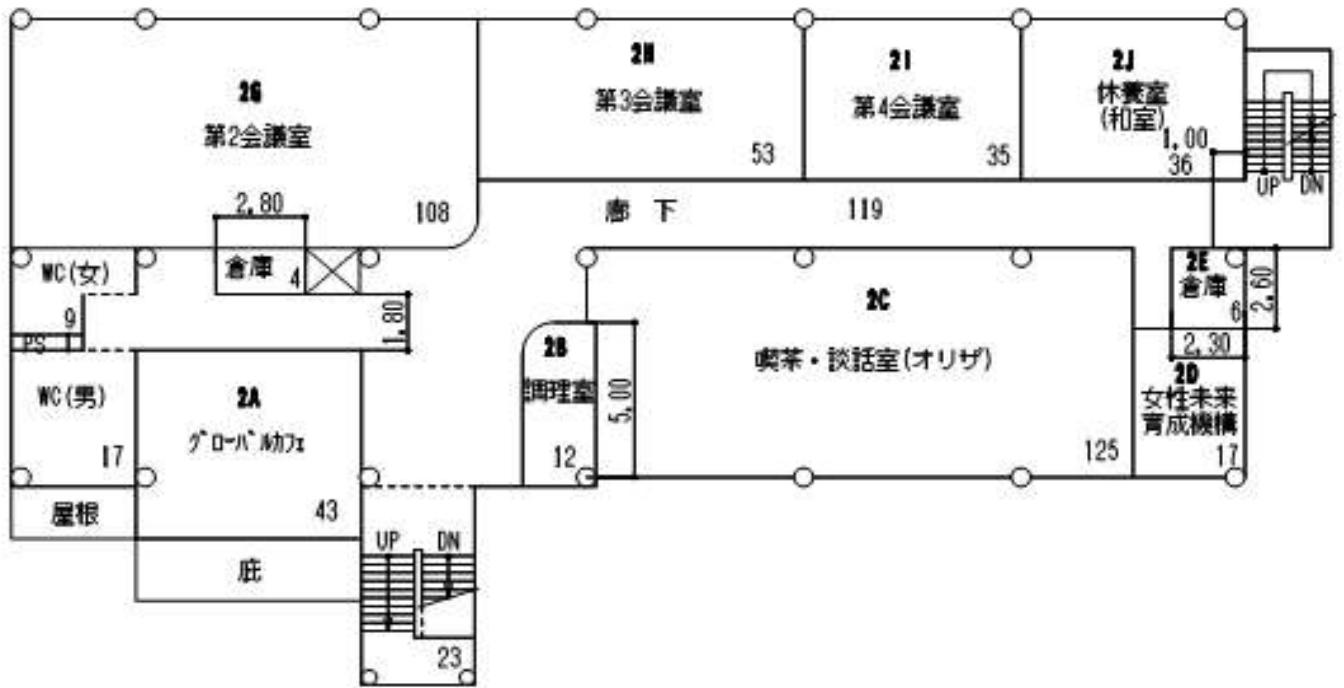 2G
第2会議室
108
2H
第3会議室
53
2I
第4会議室
35
2J
休養室
(和室)
1,00
36
UP DN
廊 下
119
2,80
倉庫
4
WC(女)
9
PS 1
1,80
WC(男)
17
2A
グローバルカフェ
43
2B
調理室
12
5,00
2C
喫茶・談話室(オリザ)
125
2E
倉庫
6
2,60
2,30
2D
女性未来
育成機構
17
屋根
庇
UP DN
23